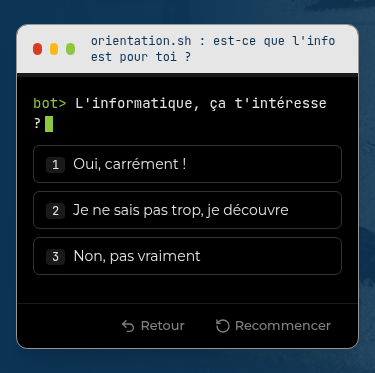 orientation.sh : est-ce que l'info
est pour toi ?
bot> L'informatique, ça t'intéresse
?
1 Oui, carrément !
2 Je ne sais pas trop, je découvre
3 Non, pas vraiment
Retour Recommencer